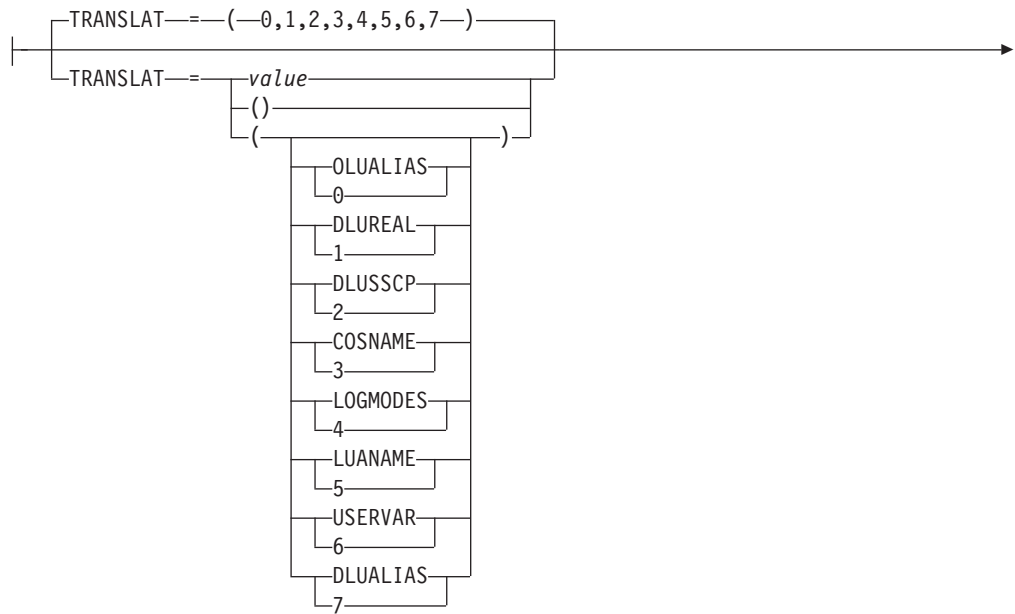 TRANSLAT = ( 0,1,2,3,4,5,6,7 )
TRANSLAT = value
()
( )
OLUALIAS
0
DLUREAL
1
DLUSSCP
2
COSNAME
3
LOGMODES
4
LUANAME
5
USERVAR
6
DLUALIAS
7